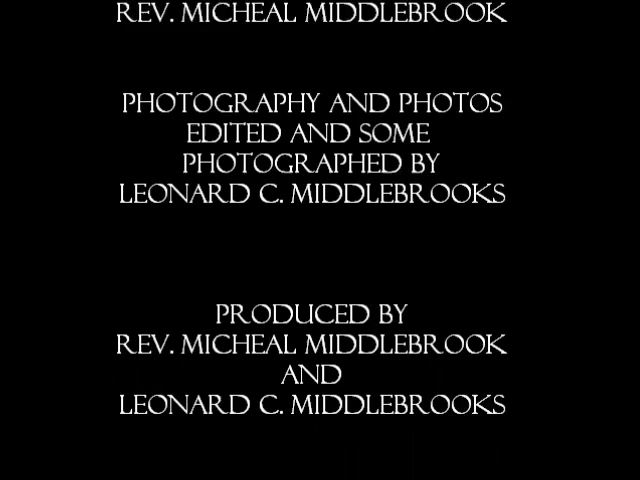 REV. MICHEAL MIDDLEBROOK
PHOTOGRAPHY AND PHOTOS
EDITED AND SOME
PHOTOGRAPHED BY
LEONARD C. MIDDLEBROOKS
PRODUCED BY
REV. MICHEAL MIDDLEBROOK
AND
LEONARD C. MIDDLEBROOKS